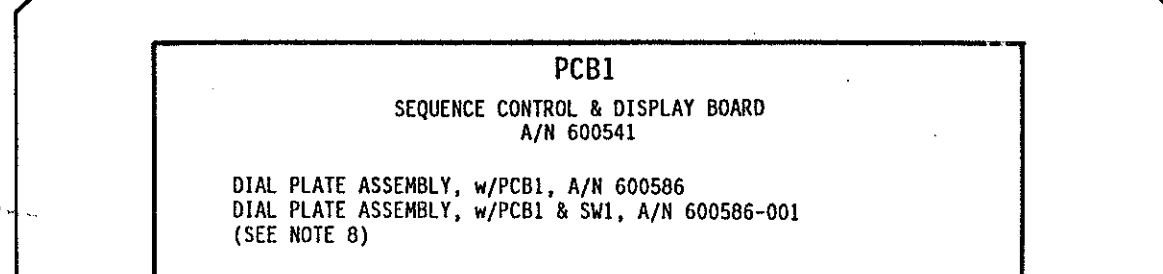 PCB1
SEQUENCE CONTROL & DISPLAY BOARD
A/N 600541
DIAL PLATE ASSEMBLY, w/PCB1, A/N 600586
DIAL PLATE ASSEMBLY, w/PCB1 & SW1, A/N 600586-001
(SEE NOTE 8)